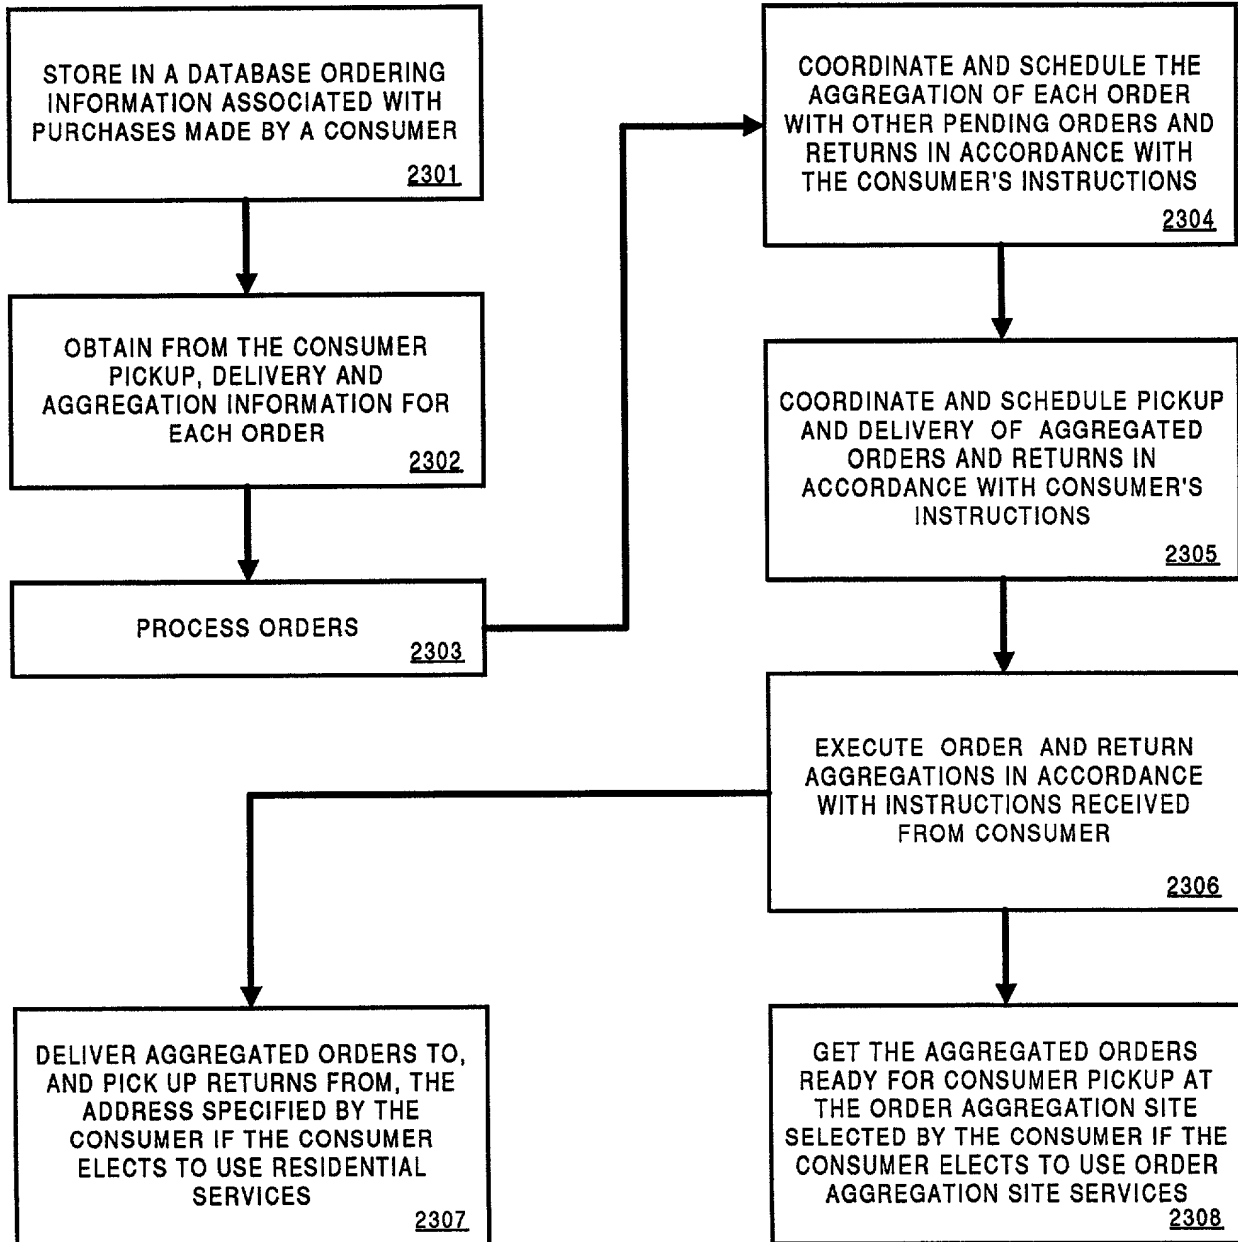 STORE IN A DATABASE ORDERING
INFORMATION ASSOCIATED WITH
PURCHASES MADE BY A CONSUMER
2301
OBTAIN FROM THE CONSUMER
PICKUP, DELIVERY AND
AGGREGATION INFORMATION FOR
EACH ORDER
2302
PROCESS ORDERS
2303
COORDINATE AND SCHEDULE THE
AGGREGATION OF EACH ORDER
WITH OTHER PENDING ORDERS AND
RETURNS IN ACCORDANCE WITH
THE CONSUMER'S INSTRUCTIONS
2304
COORDINATE AND SCHEDULE PICKUP
AND DELIVERY OF AGGREGATED
ORDERS AND RETURNS IN
ACCORDANCE WITH CONSUMER'S
INSTRUCTIONS
2305
EXECUTE ORDER AND RETURN
AGGREGATIONS IN ACCORDANCE
WITH INSTRUCTIONS RECEIVED
FROM CONSUMER
2306
DELIVER AGGREGATED ORDERS TO,
AND PICK UP RETURNS FROM, THE
ADDRESS SPECIFIED BY THE
CONSUMER IF THE CONSUMER
ELECTS TO USE RESIDENTIAL
SERVICES
2307
GET THE AGGREGATED ORDERS
READY FOR CONSUMER PICKUP AT
THE ORDER AGGREGATION SITE
SELECTED BY THE CONSUMER IF THE
CONSUMER ELECTS TO USE ORDER
AGGREGATION SITE SERVICES
2308